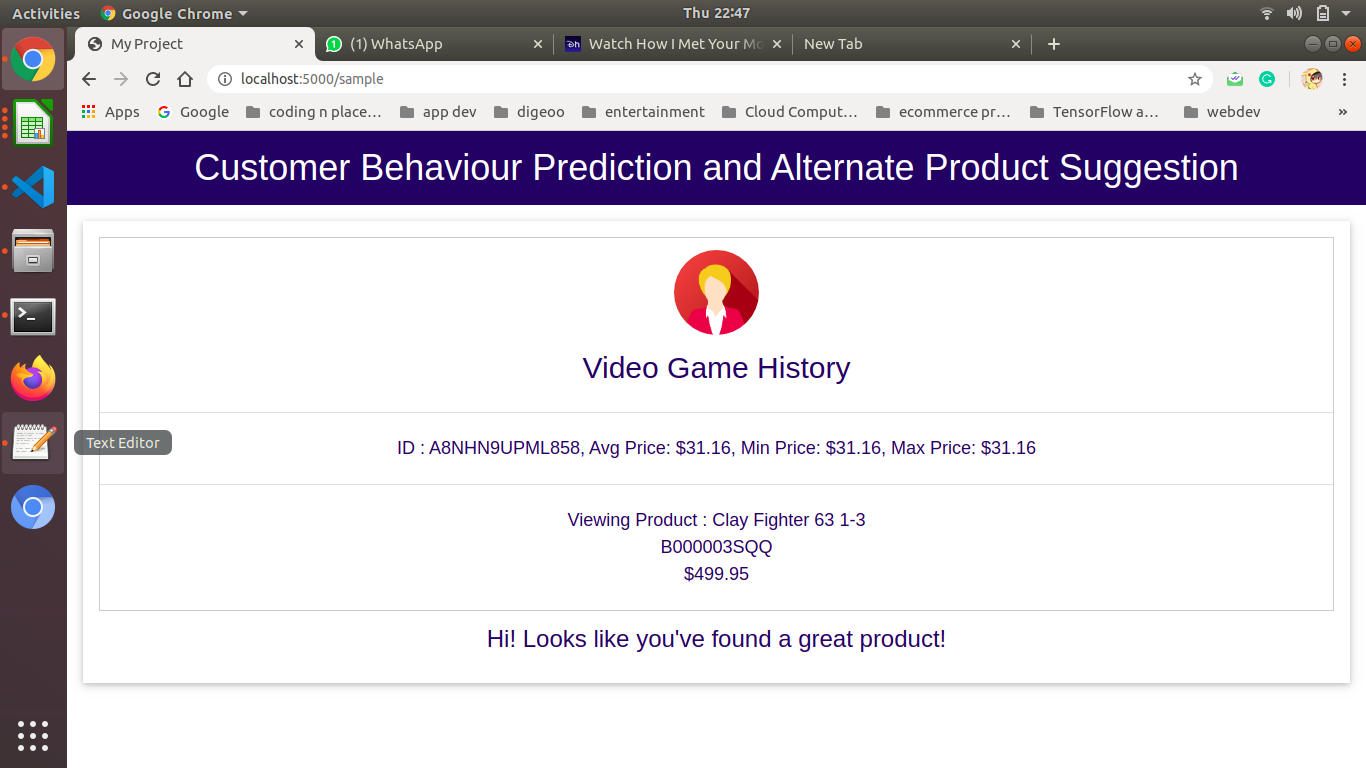 Activities Google Chrome Thu 22:47
My Project (1) WhatsApp Watch How I Met Your Mo New Tab
localhost:5000/sample
Apps Google coding n place… app dev digeoo entertainment Cloud Comput… ecommerce pr… TensorFlow a… webdev »
Customer Behaviour Prediction and Alternate Product Suggestion
Video Game History
Text Editor
ID : A8NHN9UPML858, Avg Price: $31.16, Min Price: $31.16, Max Price: $31.16
Viewing Product : Clay Fighter 63 1-3
B000003SQQ
$499.95
Hi! Looks like you've found a great product!